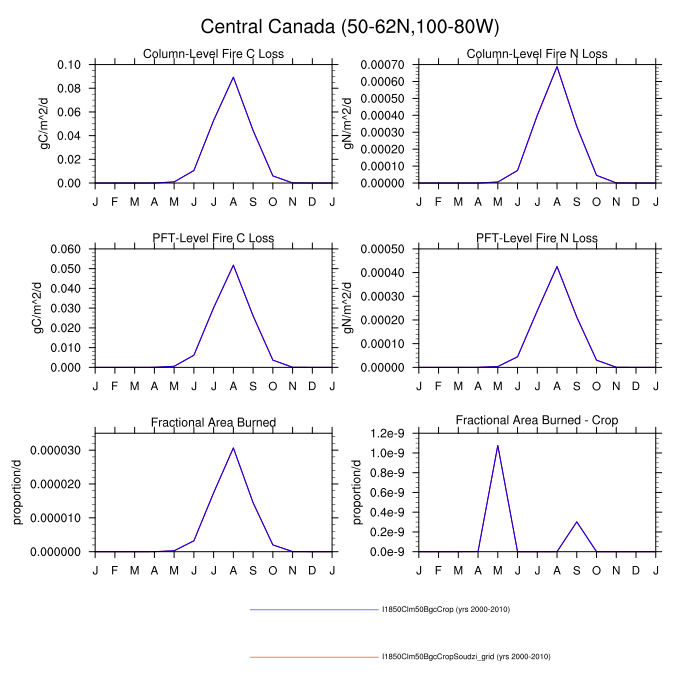 Central Canada (50-62N,100-80W)
Column-Level Fire C Loss
gC/m^2/d
0.10
0.08
0.06
0.04
0.02
0.00
J F M A M J J A S O N D J
Column-Level Fire N Loss
gN/m^2/d
0.00070
0.00060
0.00050
0.00040
0.00030
0.00020
0.00010
0.00000
J F M A M J J A S O N D J
PFT-Level Fire C Loss
gC/m^2/d
0.060
0.050
0.040
0.030
0.020
0.010
0.000
J F M A M J J A S O N D J
PFT-Level Fire N Loss
gN/m^2/d
0.00050
0.00040
0.00030
0.00020
0.00010
0.00000
J F M A M J J A S O N D J
Fractional Area Burned
proportion/d
0.000030
0.000020
0.000010
0.000000
J F M A M J J A S O N D J
Fractional Area Burned - Crop
proportion/d
1.2e-9
1.0e-9
0.8e-9
0.6e-9
0.4e-9
0.2e-9
0.0e-9
J F M A M J J A S O N D J
I1850Clm50BgcCrop (yrs 2000-2010)
I1850Clm50BgcCropSoudzi_grid (yrs 2000-2010)